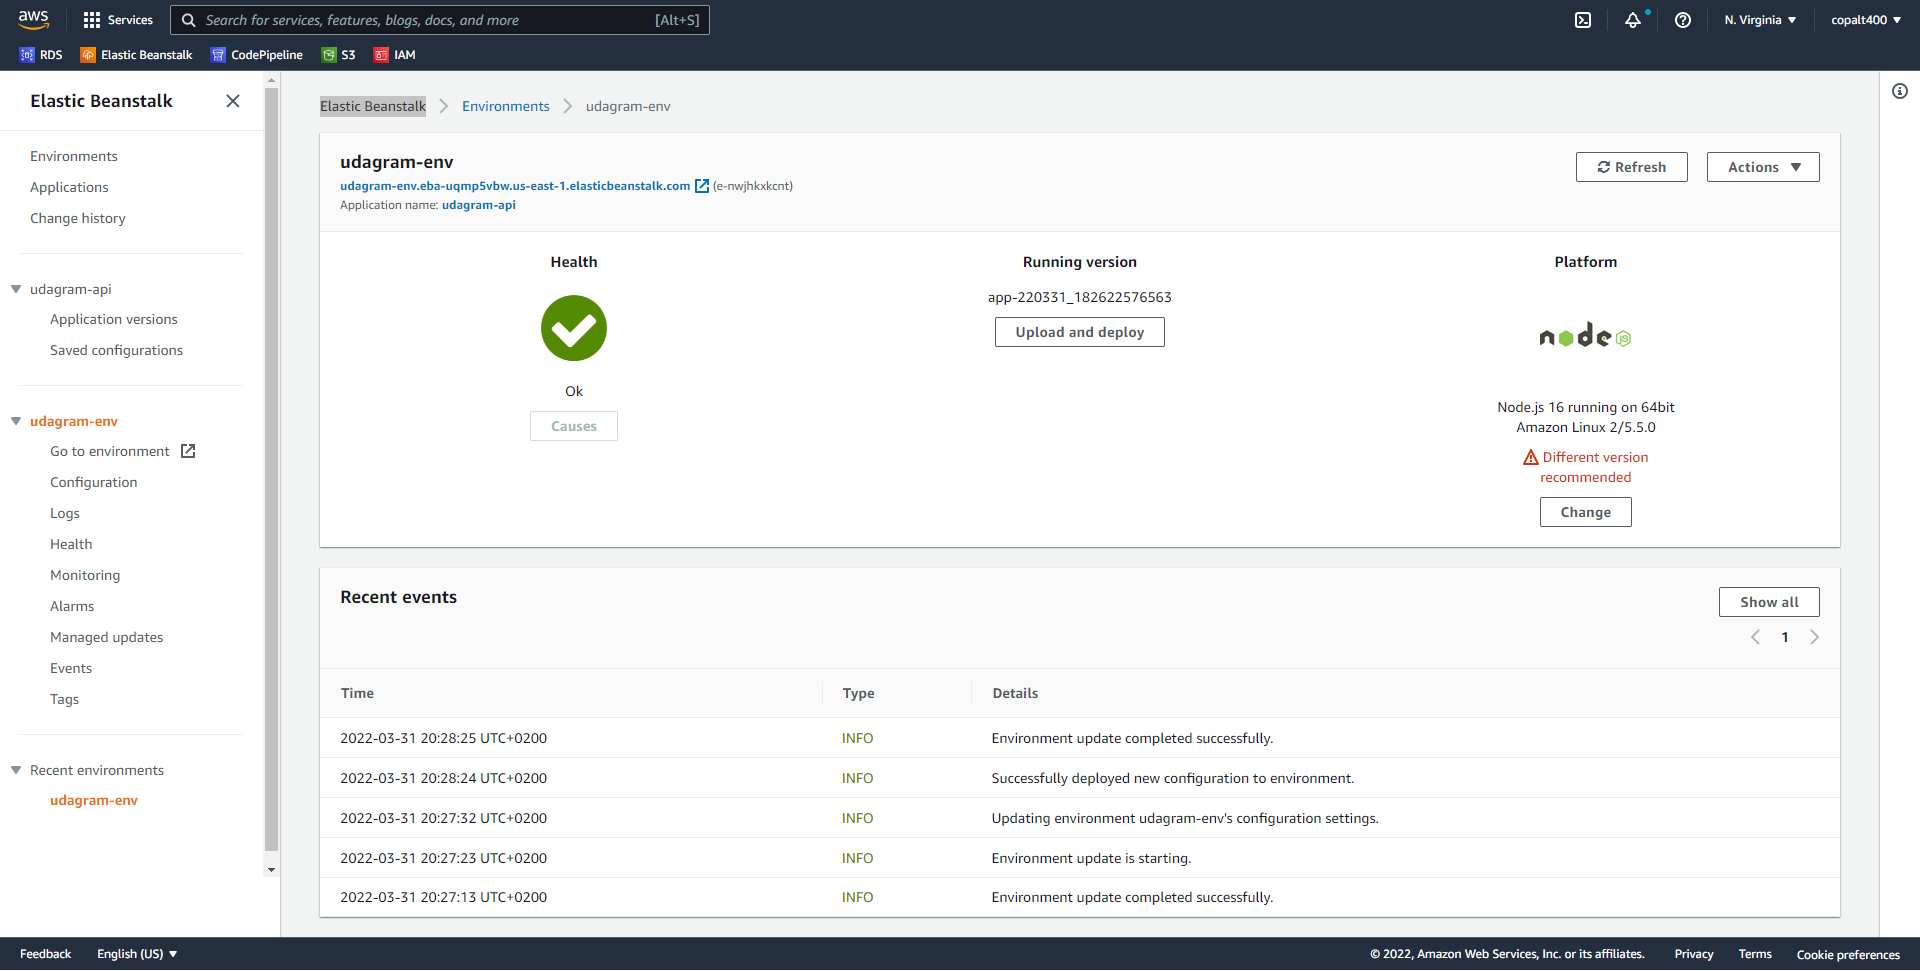 aws
Services
Search for services, features, blogs, docs, and more [Alt+S]
N. Virginia
copalt400
RDS
Elastic Beanstalk
CodePipeline
S3
IAM
Elastic Beanstalk
Environments
Applications
Change history
udagram-api
Application versions
Saved configurations
udagram-env
Go to environment
Configuration
Logs
Health
Monitoring
Alarms
Managed updates
Events
Tags
Recent environments
udagram-env
Elastic Beanstalk > Environments > udagram-env
udagram-env
udagram-env.eba-uqmp5vbw.us-east-1.elasticbeanstalk.com (e-nwjhkxkcnt)
Application name: udagram-api
Refresh
Actions
Health
Ok
Causes
Running version
app-220331_182622576563
Upload and deploy
Platform
node JS
Node.js 16 running on 64bit
Amazon Linux 2/5.5.0
Different version
recommended
Change
Recent events
Show all
1
Time Type Details
2022-03-31 20:28:25 UTC+0200 INFO Environment update completed successfully.
2022-03-31 20:28:24 UTC+0200 INFO Successfully deployed new configuration to environment.
2022-03-31 20:27:32 UTC+0200 INFO Updating environment udagram-env's configuration settings.
2022-03-31 20:27:23 UTC+0200 INFO Environment update is starting.
2022-03-31 20:27:13 UTC+0200 INFO Environment update completed successfully.
Feedback
English (US)
© 2022, Amazon Web Services, Inc. or its affiliates.
Privacy
Terms
Cookie preferences